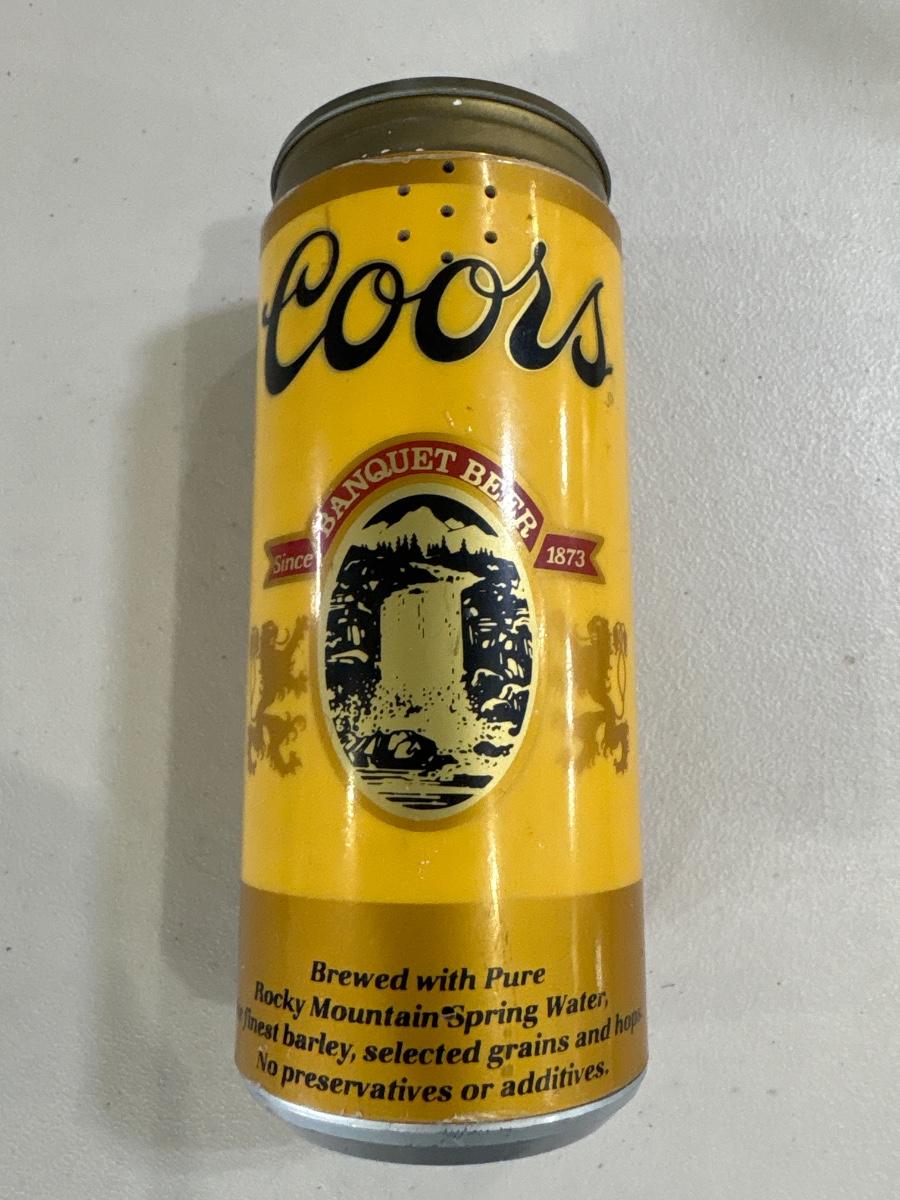 Coors
BANQUET BEER
Since 1873
Brewed with Pure
Rocky Mountain Spring Water,
finest barley, selected grains and hops.
No preservatives or additives.